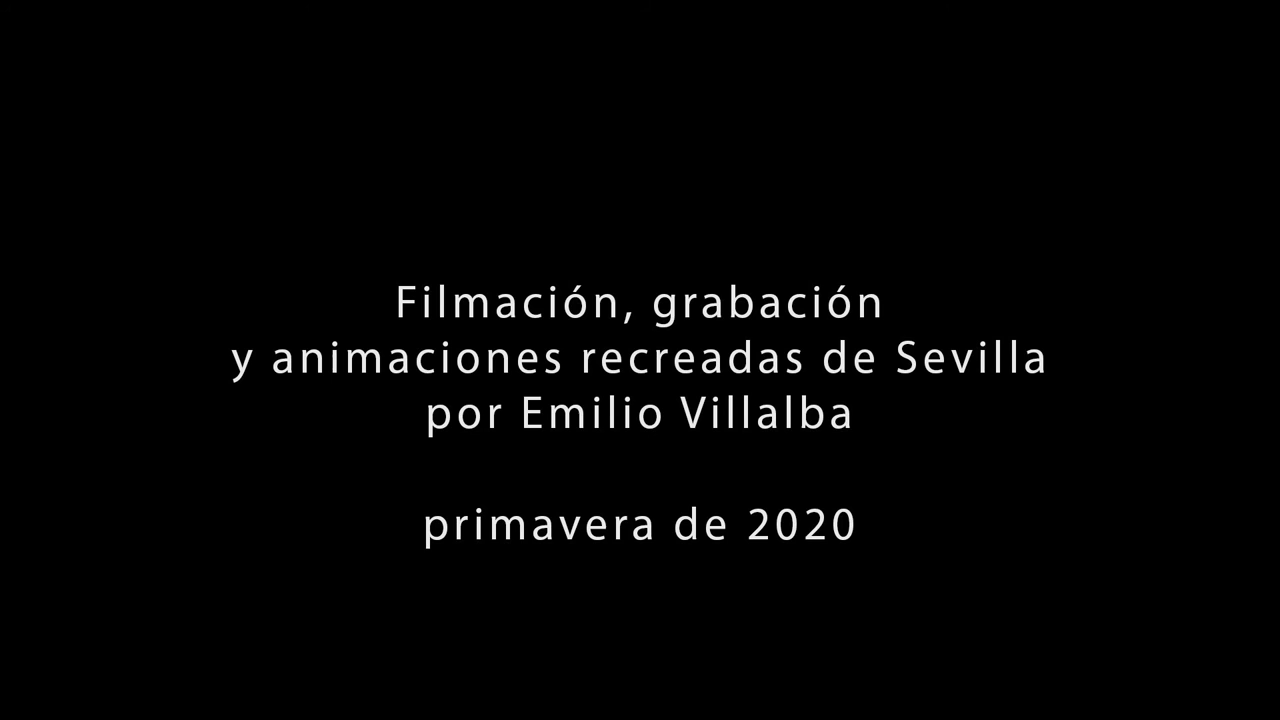 Filmación, grabación
y animaciones recreadas de Sevilla
por Emilio Villalba
primavera de 2020